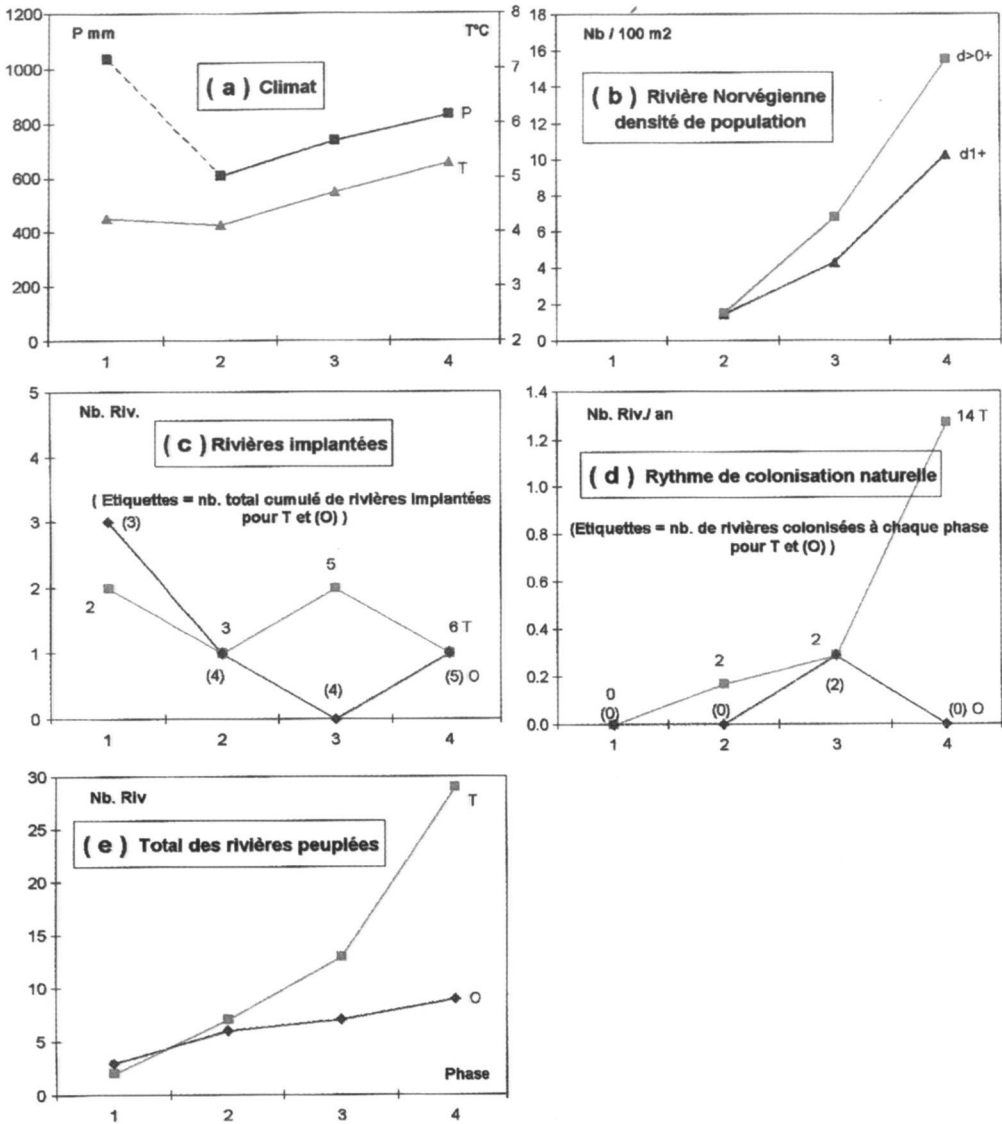 P mm
T°C
( a ) Climat
1200
1000
800
600
400
200
0
8
7
6
5
4
3
2
P
T
1 2 3 4
Nb / 100 m2
( b ) Rivière Norvégienne
densité de population
18
16
14
12
10
8
6
4
2
0
d>0+
d1+
1 2 3 4
Nb. Riv.
( c ) Rivières implantées
( Etiquettes = nb. total cumulé de rivières implantées
pour T et (O) )
5
4
3
2
1
0
(3)
2
3
(4)
5
(4)
6 T
(5) O
1 2 3 4
Nb. Riv./ an
( d ) Rythme de colonisation naturelle
(Etiquettes = nb. de rivières colonisées à chaque phase
pour T et (O) )
1.4
1.2
1.0
0.8
0.6
0.4
0.2
0.0
14 T
0
(0)
2
(0)
2
(2)
(0) O
1 2 3 4
Nb. Riv
( e ) Total des rivières peuplées
30
25
20
15
10
5
0
T
O
Phase
1 2 3 4